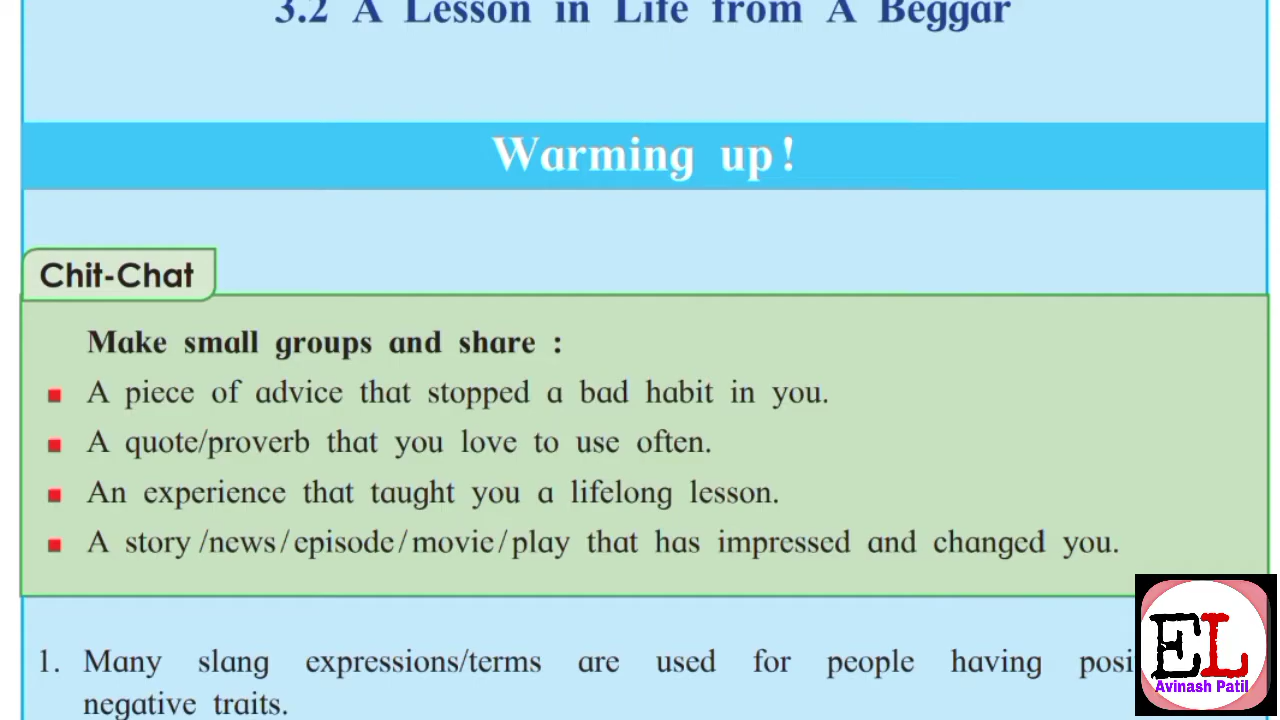 3.2 A Lesson in Life from A Beggar
Warming up!
Chit-Chat
Make small groups and share :
A piece of advice that stopped a bad habit in you.
A quote/proverb that you love to use often.
An experience that taught you a lifelong lesson.
A story /news/episode/movie/play that has impressed and changed you.
1. Many slang expressions/terms are used for people having posi
negative traits.
EL
Avinash Patil